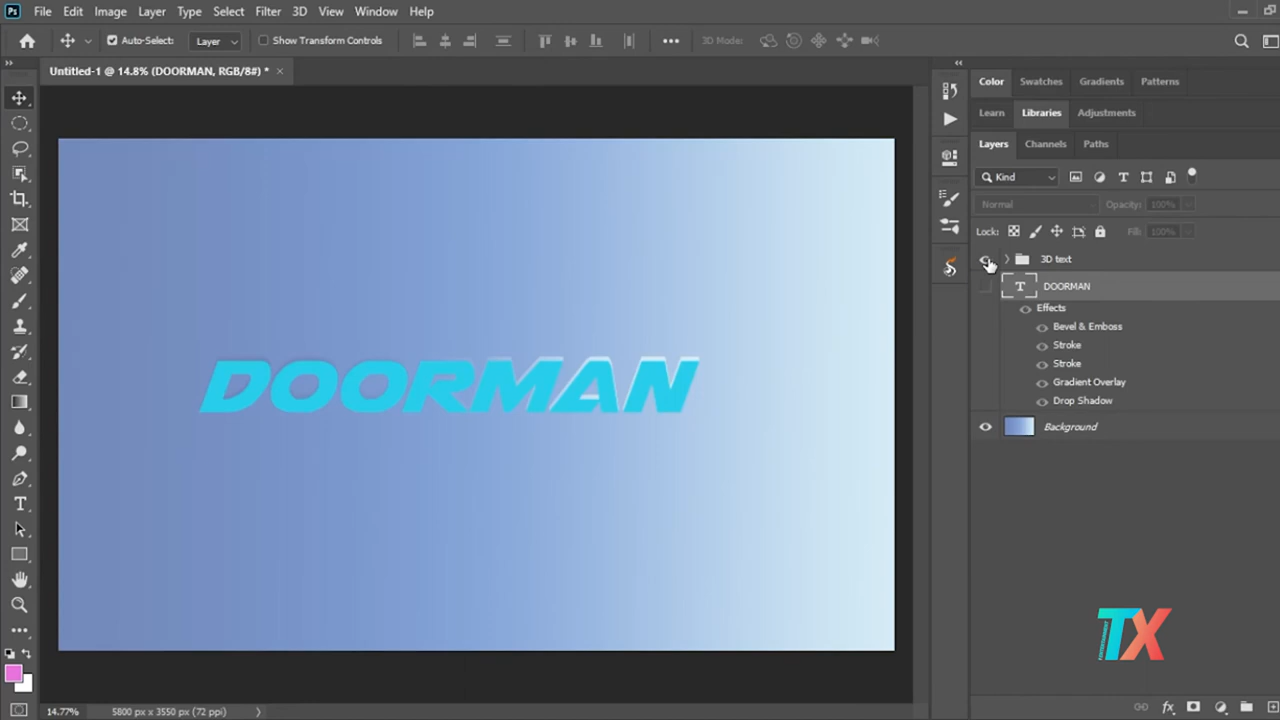 Ps File Edit Image Layer Type Select Filter 3D View Window Help
Auto-Select: Layer Show Transform Controls 3D Mode:
Untitled-1 @ 14.8% (DOORMAN, RGB/8#) *
Color Swatches Gradients Patterns
Learn Libraries Adjustments
Layers Channels Paths
Kind
Normal Opacity: 100%
Lock: Fill: 100%
3D text
T DOORMAN
Effects
Bevel & Emboss
Stroke
Stroke
Gradient Overlay
Drop Shadow
Background
DOORMAN
TX
14.77% 5800 px x 3550 px (72 ppi)